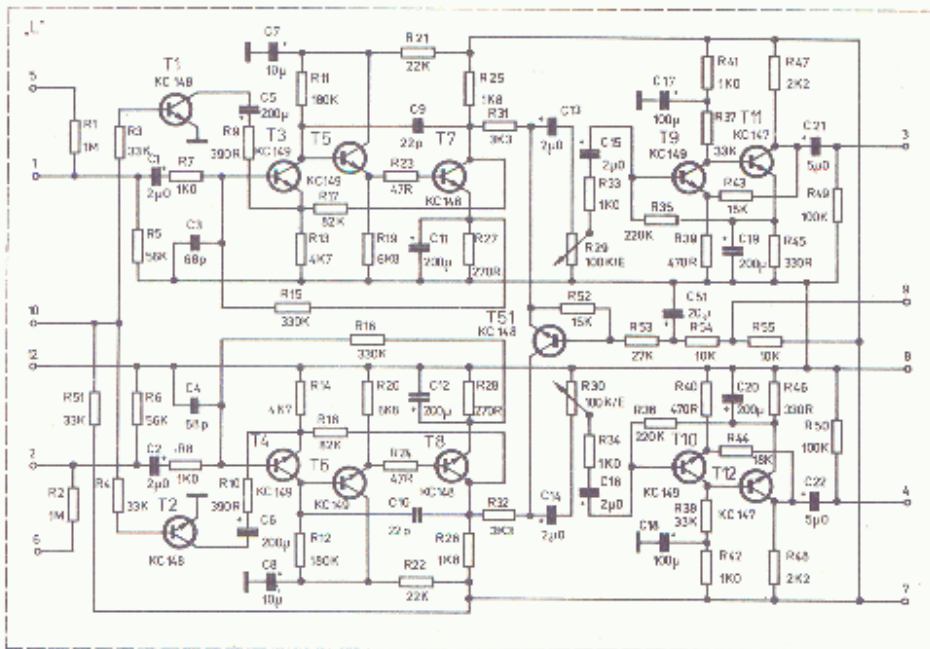 „L"
5
R1
1M
1
R3
33K
T1
KC148
C5
200µ
R9
390R
C1
2µ0
R7
1K0
R5
56K
C3
68p
C7
10µ
R11
180K
T3
KC149
T5
KC149
R17
82K
R13
4K7
R19
6K8
R21
22K
C9
22p
R23
47R
T7
KC148
C11
200µ
R27
270R
R25
1K8
R31
3K3
C13
2µ0
C15
2µ0
R33
1K0
R29
100K/E
C17
100µ
R41
1K0
R37
33K
T9
KC149
T11
KC147
R47
2K2
C21
5µ0
3
R43
15K
R35
220K
R39
470R
C19
200µ
R45
330R
R49
100K
R15
330K
10
R16
330K
T51
KC148
R52
15K
R53
27K
C51
20µ
R54
10K
R55
10K
9
12
8
R51
33K
R6
56K
C4
R14
4K7
R20
6K8
C12
200µ
R28
270R
R30
100K/E
R40
470R
C20
200µ
R46
330R
R50
100K
2
R2
1M
6
R4
33K
C2
2µ0
R8
1K0
R10
390R
T4
KC149
R18
82K
T6
KC149
R24
47R
T8
KC148
T2
KC148
C6
200µ
C8
10µ
R12
180K
C10
22p
R22
22K
R26
1K8
R32
3K3
C14
2µ0
R34
1K0
C16
2µ0
R36
220K
T10
KC149
R44
T12
KC147
C22
5µ0
4
C18
100µ
33K
R42
1K0
R48
2K2
7